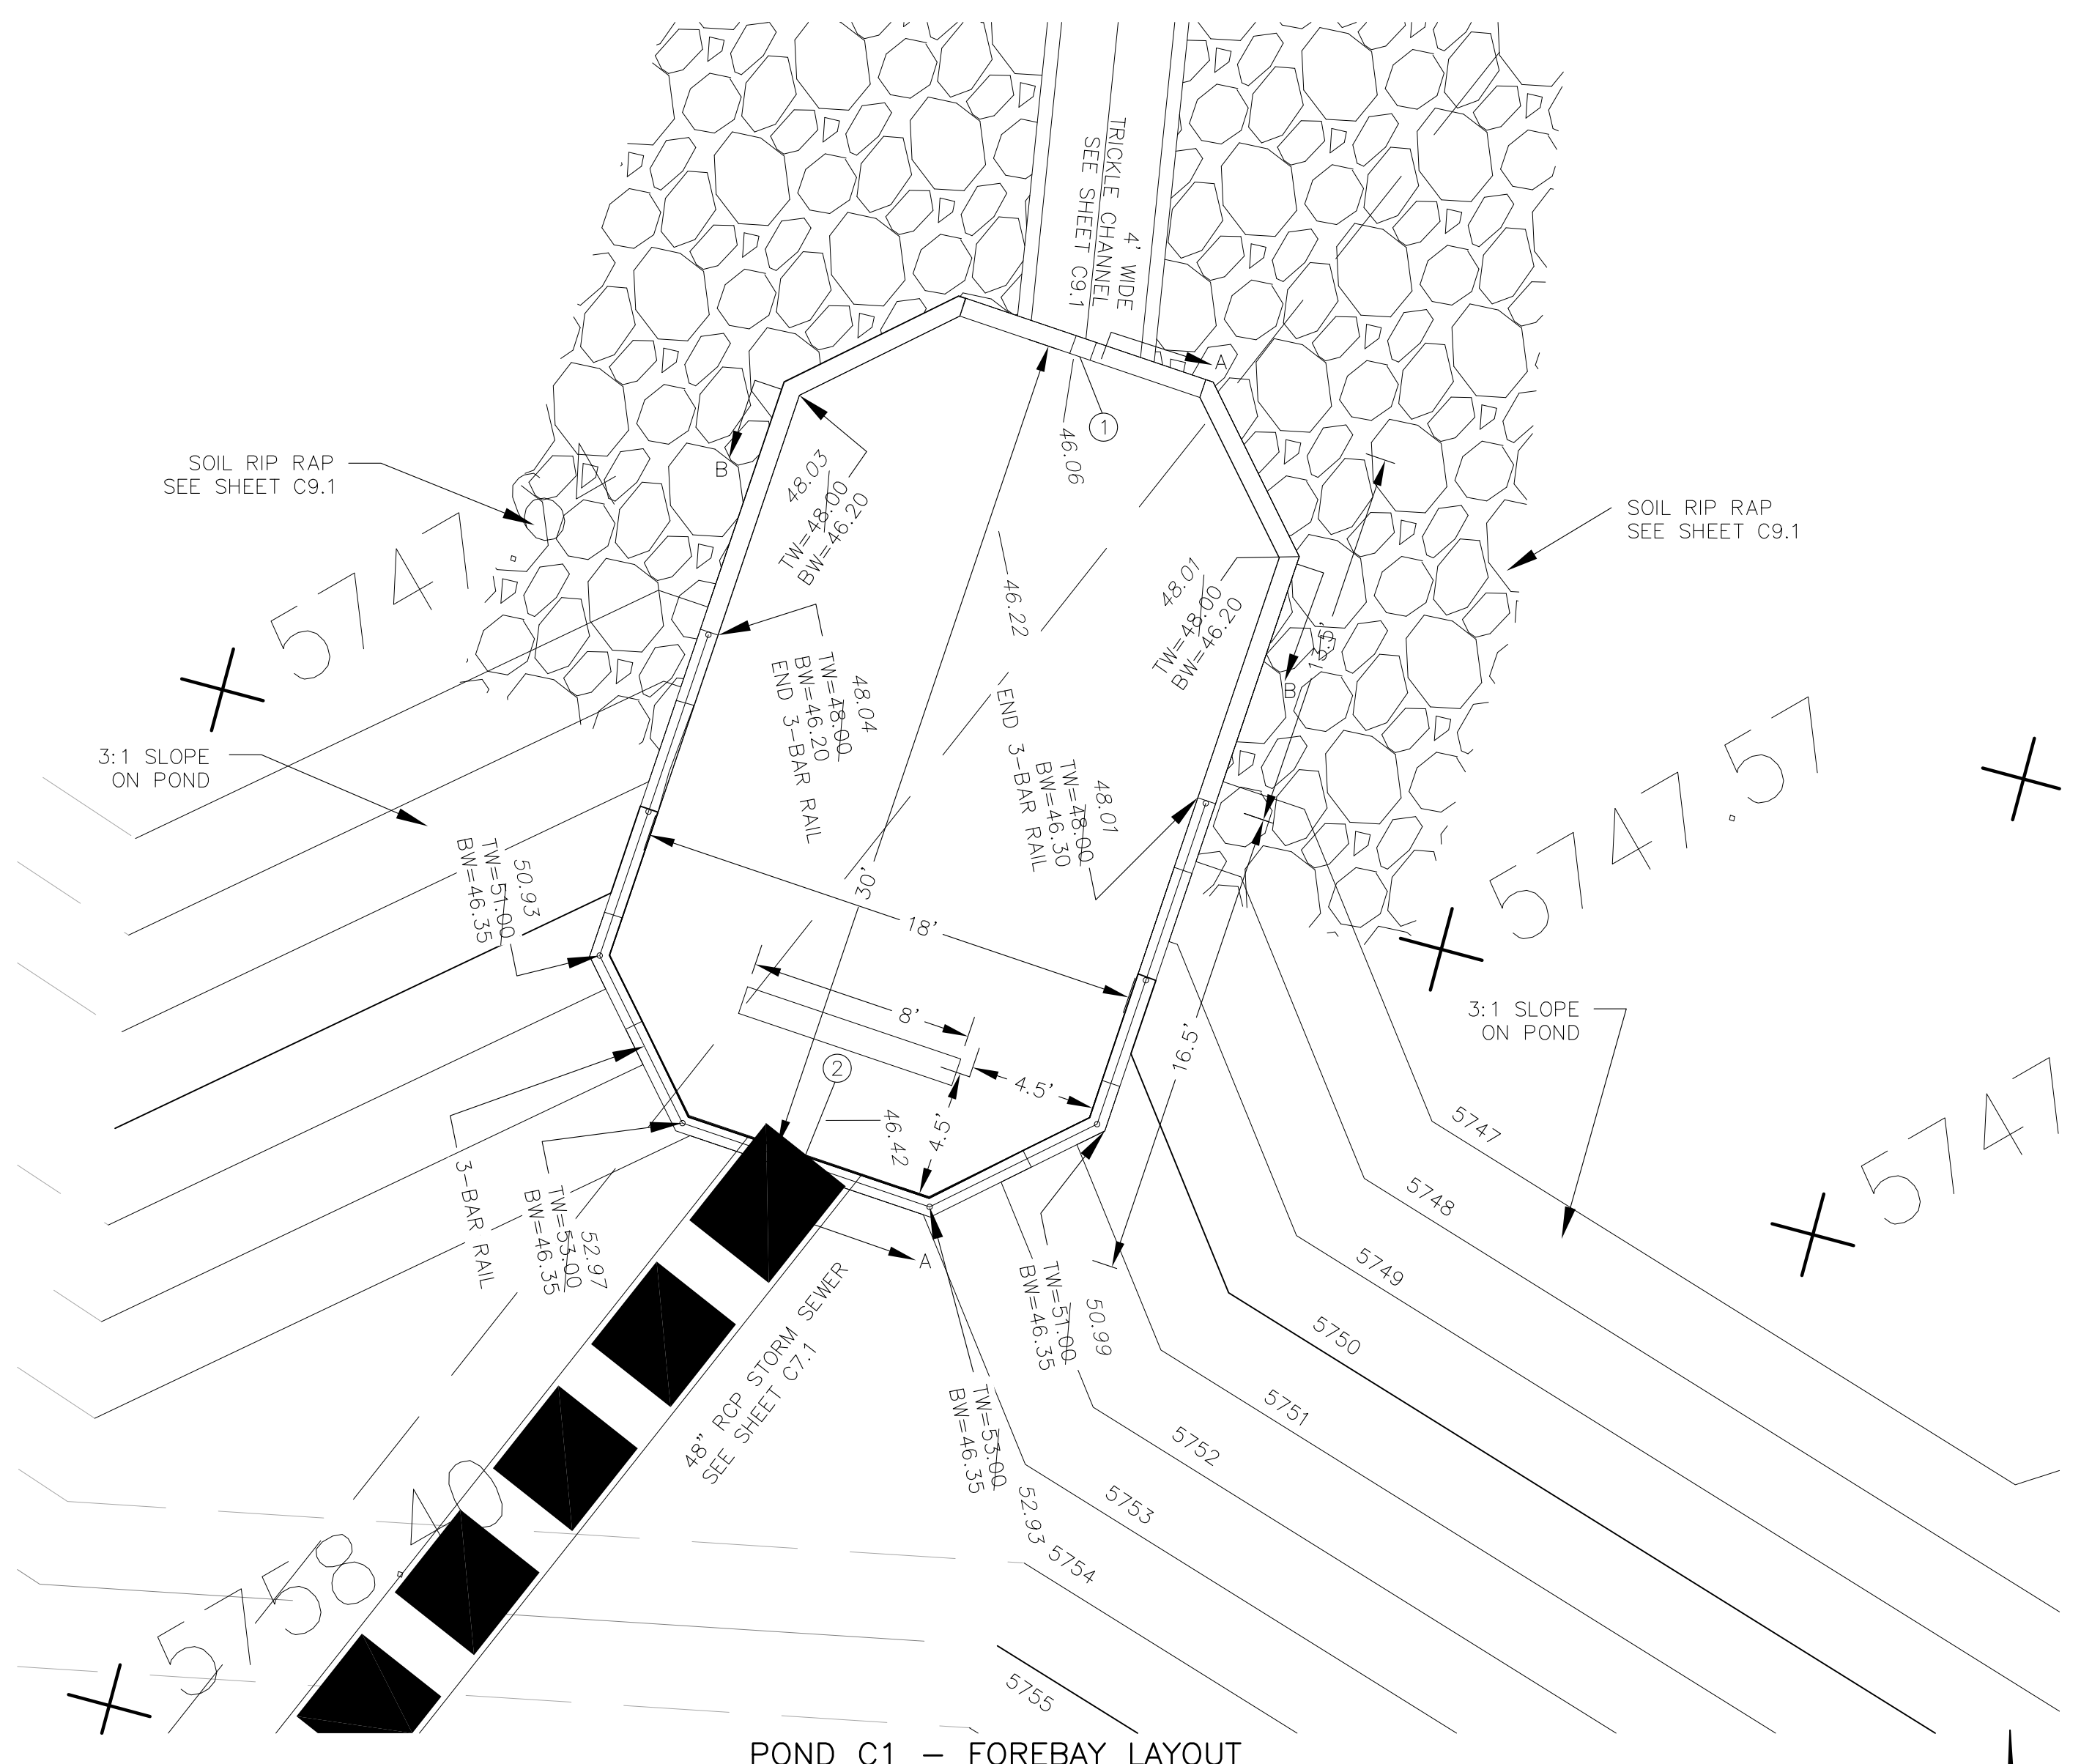 4' WIDE
TRICKLE CHANNEL
SEE SHEET C9.1
A
1
46.06
B
SOIL RIP RAP
SEE SHEET C9.1
48.03
TW=48.00
BW=46.20
SOIL RIP RAP
SEE SHEET C9.1
46.22
48.01
TW=48.00
BW=46.20
13.5'
B
48.04
TW=48.00
BW=46.20
END 3-BAR RAIL
3:1 SLOPE
ON POND
48.01
TW=48.00
BW=46.30
END 3-BAR RAIL
5747.57
50.93
TW=51.00
BW=46.35
30'
18'
8'
4.5'
4.5'
16.5'
3:1 SLOPE
ON POND
2
46.42
3-BAR RAIL
52.97
TW=53.00
BW=46.35
A
50.99
TW=51.00
BW=46.35
48" RCP STORM SEWER
SEE SHEET C7.1
TW=53.00
BW=46.35
52.93
5747
5748
5749
5750
5751
5752
5753
5754
5755
5747
5758.40
POND C1 – FOREBAY LAYOUT